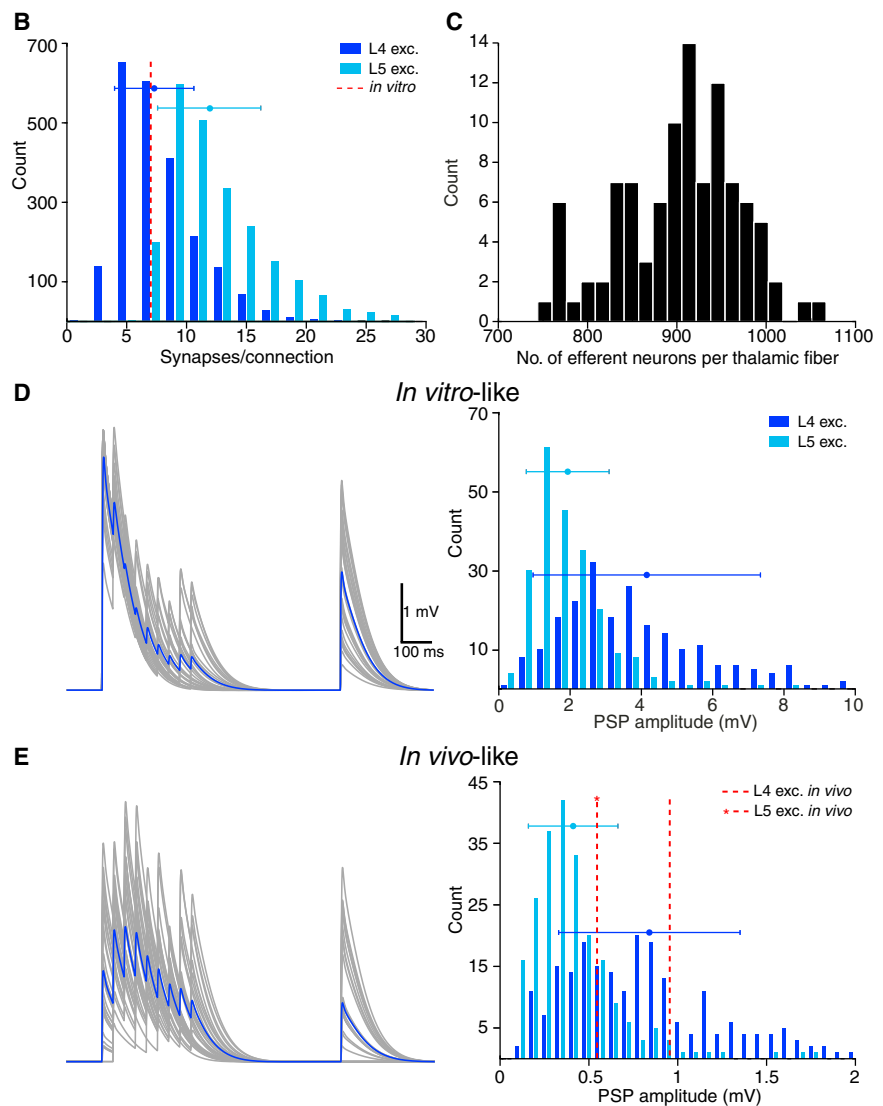 B
700
500
300
100
Count
0
5
10
15
20
25
30
Synapses/connection
L4 exc.
L5 exc.
in vitro
C
14
12
10
8
6
4
2
0
Count
700
800
900
1000
1100
No. of efferent neurons per thalamic fiber
D
In vitro-like
1 mV
100 ms
70
50
30
10
Count
0
2
4
6
8
10
PSP amplitude (mV)
L4 exc.
L5 exc.
E
In vivo-like
45
35
25
15
5
Count
0
0.5
1
1.5
2
PSP amplitude (mV)
L4 exc. in vivo
* L5 exc. in vivo
*